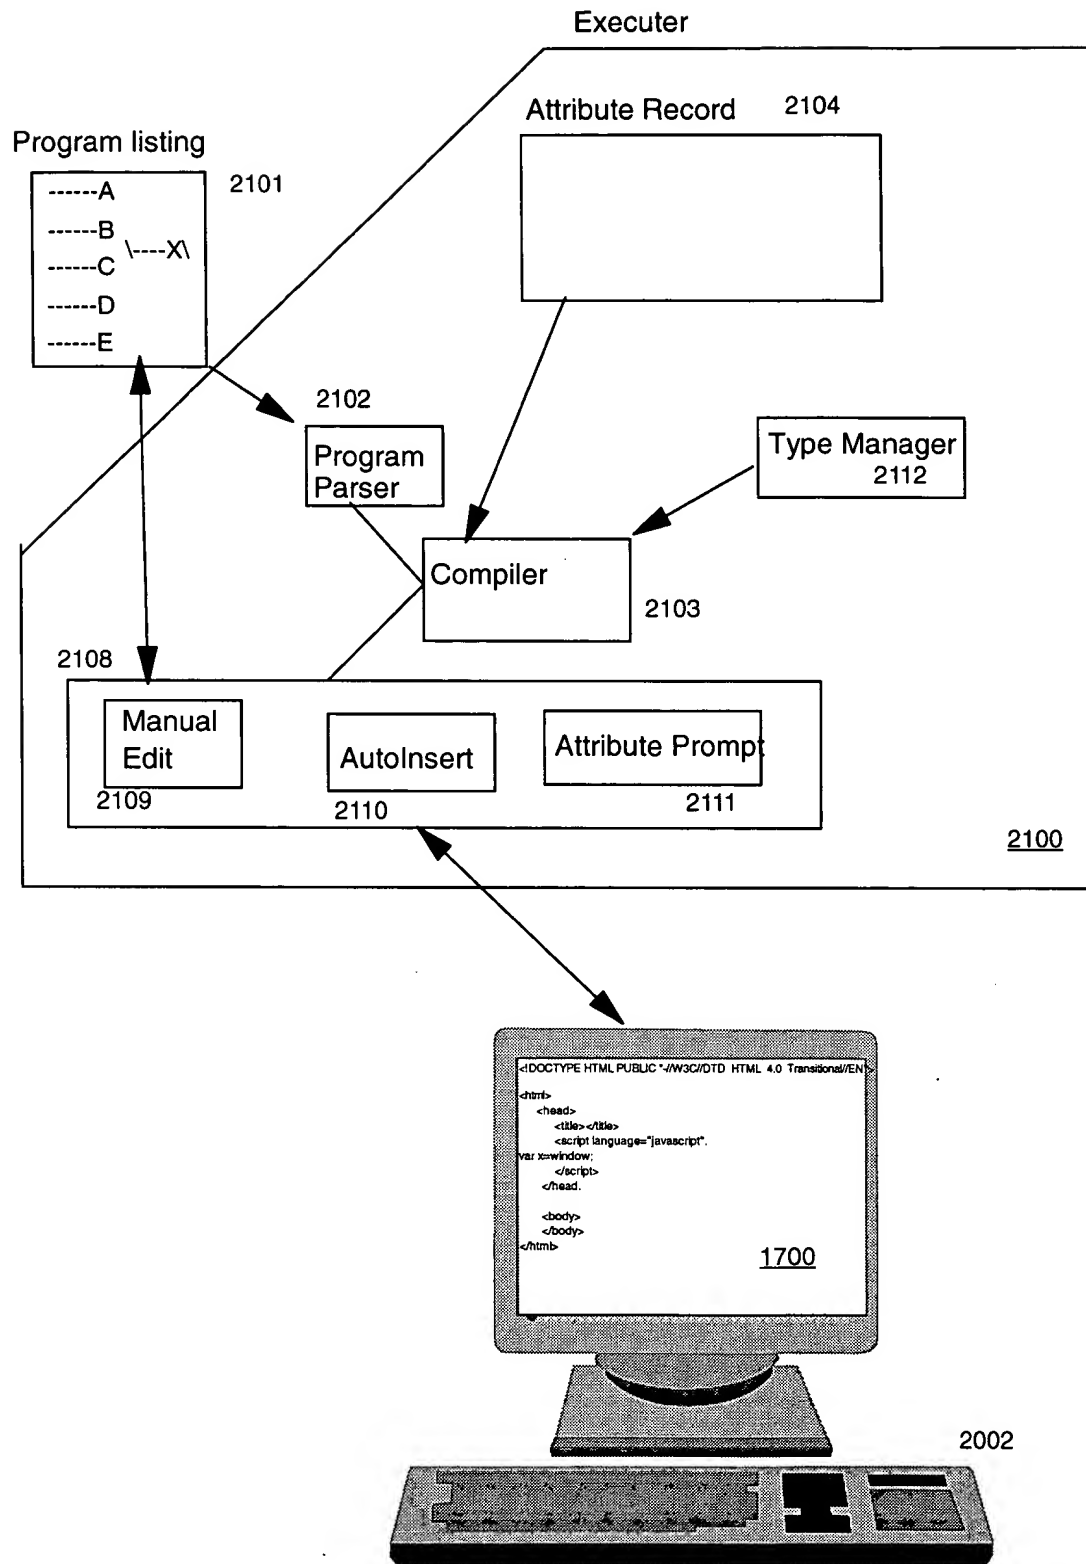 Executer
Attribute Record 2104
Program listing
2101
------A
------B
\----X\
------C
------D
------E
2102
Program
Parser
Type Manager
2112
Compiler
2103
2108
Manual
Edit
AutoInsert
Attribute Prompt
2109
2110
2111
2100
<!DOCTYPE HTML PUBLIC "-//W3C//DTD HTML 4.0 Transitional//EN">
<html>
<head>
<title></title>
<script language="javascript".
var x=window;
</script>
</head.
<body>
</body>
</html>
1700
2002